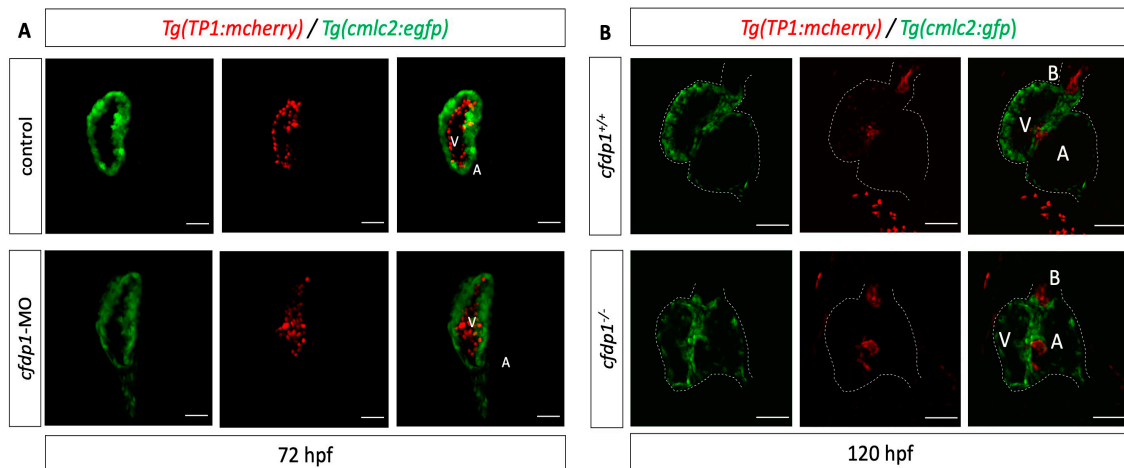 A
Tg(TP1:mcherry) / Tg(cmlc2:egfp)
control
V
A
cfdp1-MO
V
A
72 hpf
B
Tg(TP1:mcherry) / Tg(cmlc2:gfp)
cfdp1+/+
B
V
A
cfdp1-/-
B
V
V
A
120 hpf